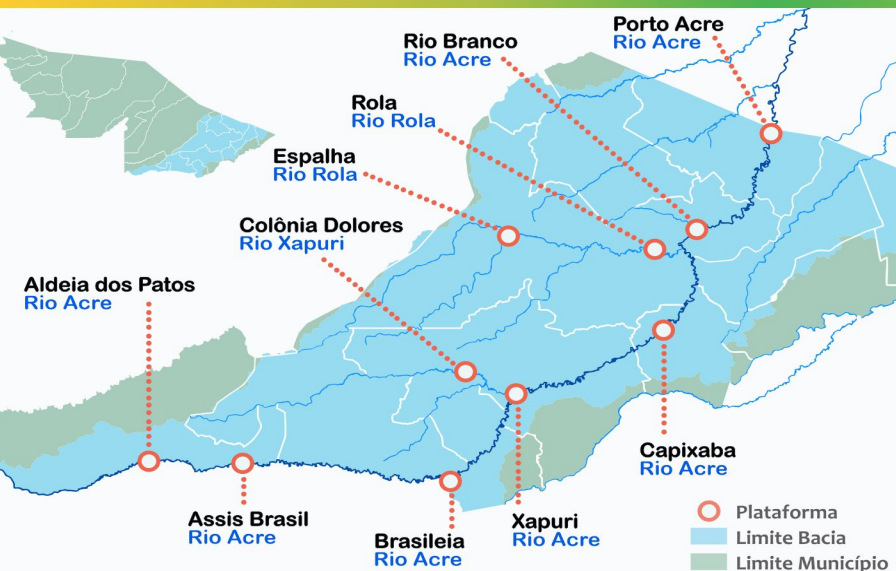 Porto Acre
Rio Acre
Rio Branco
Rio Acre
Rola
Rio Rola
Espalha
Rio Rola
Colônia Dolores
Rio Xapuri
Aldeia dos Patos
Rio Acre
Capixaba
Rio Acre
Assis Brasil
Rio Acre
Xapuri
Rio Acre
Brasileia
Rio Acre
Plataforma
Limite Bacia
Limite Município